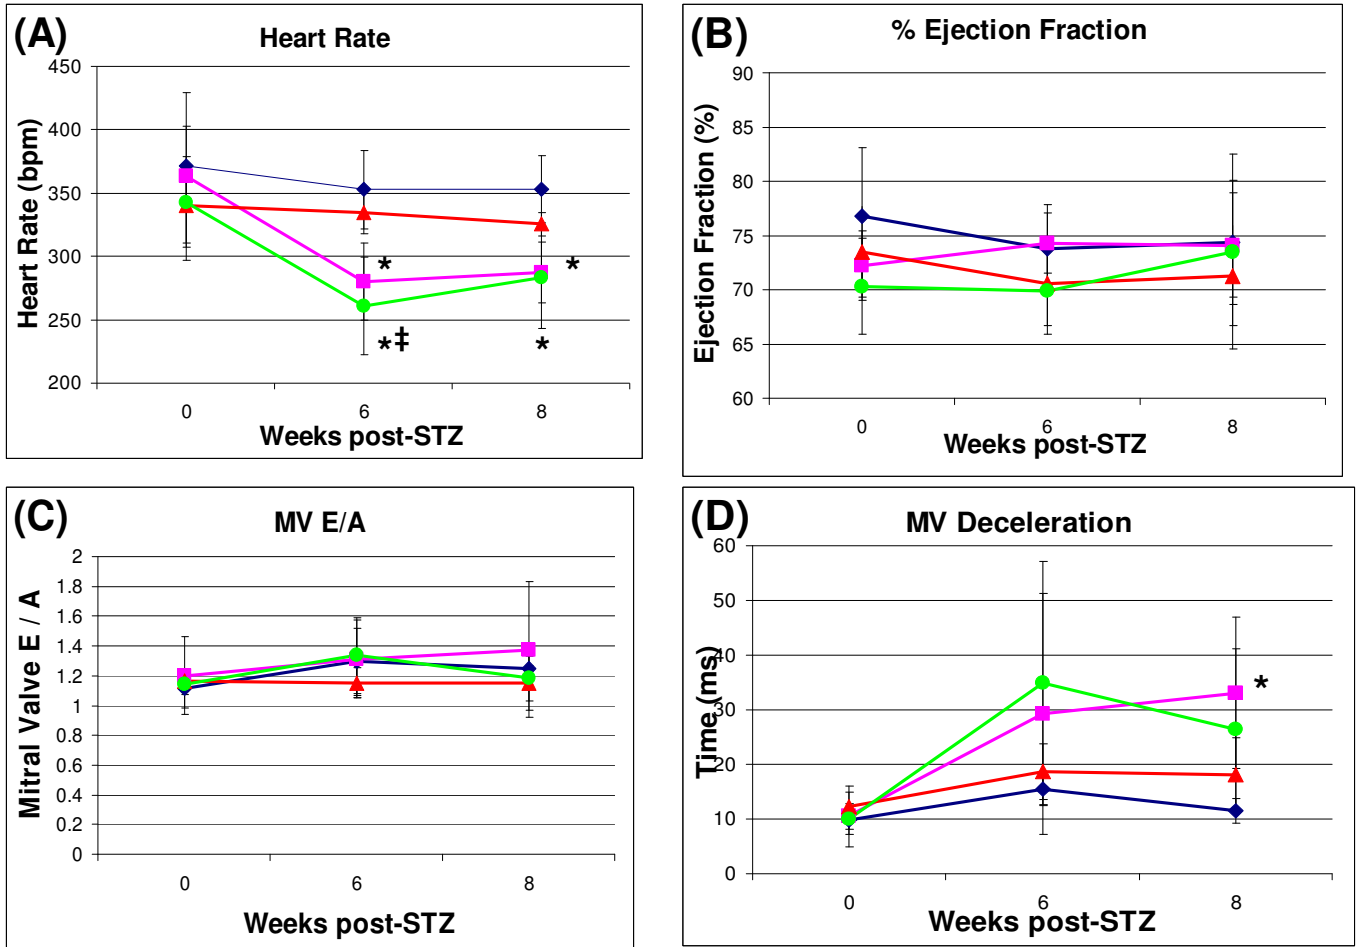 (A)
Heart Rate
Heart Rate (bpm)
450
400
350
300
250
200
*
*
*‡
*
0 6 8
Weeks post-STZ
(B)
% Ejection Fraction
Ejection Fraction (%)
90
85
80
75
70
65
60
0 6 8
Weeks post-STZ
(C)
MV E/A
Mitral Valve E / A
2
1.8
1.6
1.4
1.2
1
0.8
0.6
0.4
0.2
0
0 6 8
Weeks post-STZ
(D)
MV Deceleration
Time (ms)
60
50
40
30
20
10
0
*
0 6 8
Weeks post-STZ